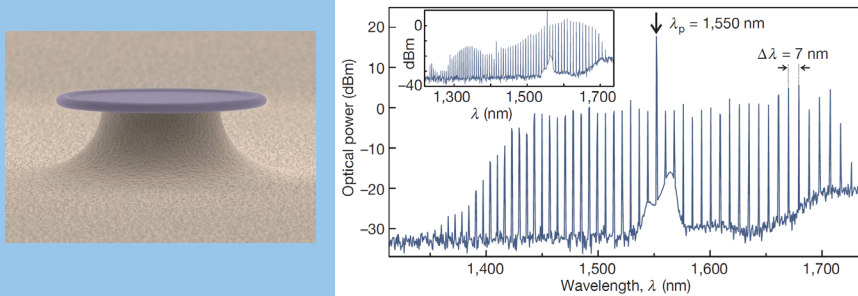 20
10
0
−10
−20
−30
Optical power (dBm)
0
−40
dBm
1,300
1,500
1,700
λ (nm)
λp = 1,550 nm
Δλ = 7 nm
1,400
1,500
1,600
1,700
Wavelength, λ (nm)